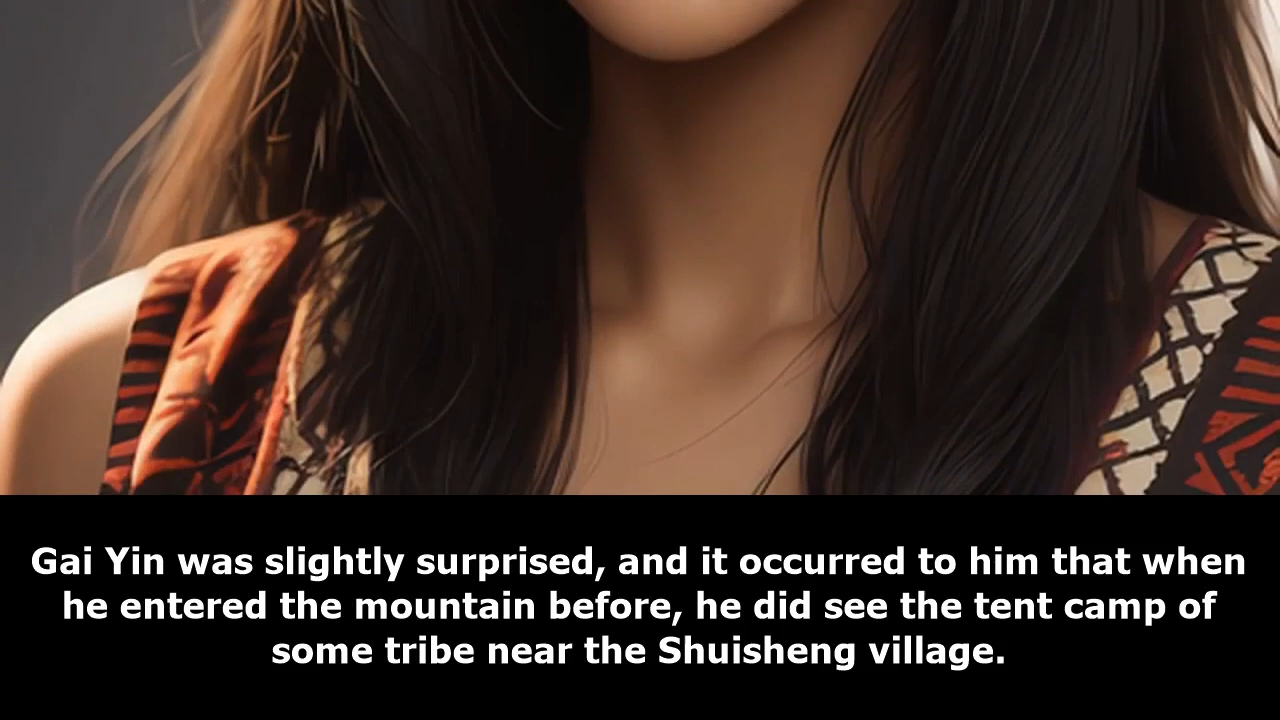 Gai Yin was slightly surprised, and it occurred to him that when
he entered the mountain before, he did see the tent camp of
some tribe near the Shuisheng village.